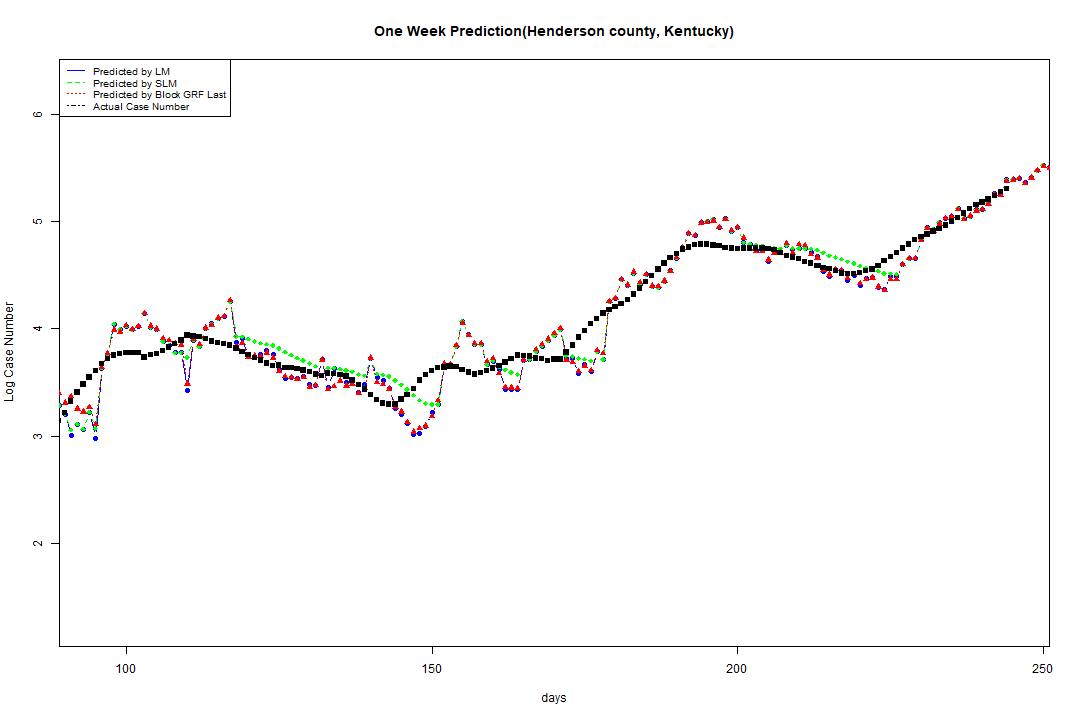 One Week Prediction(Henderson county, Kentucky)
Predicted by LM
Predicted by SLM
Predicted by Block GRF Last
Actual Case Number
6
5
4
3
2
Log Case Number
100 150 200 250
days